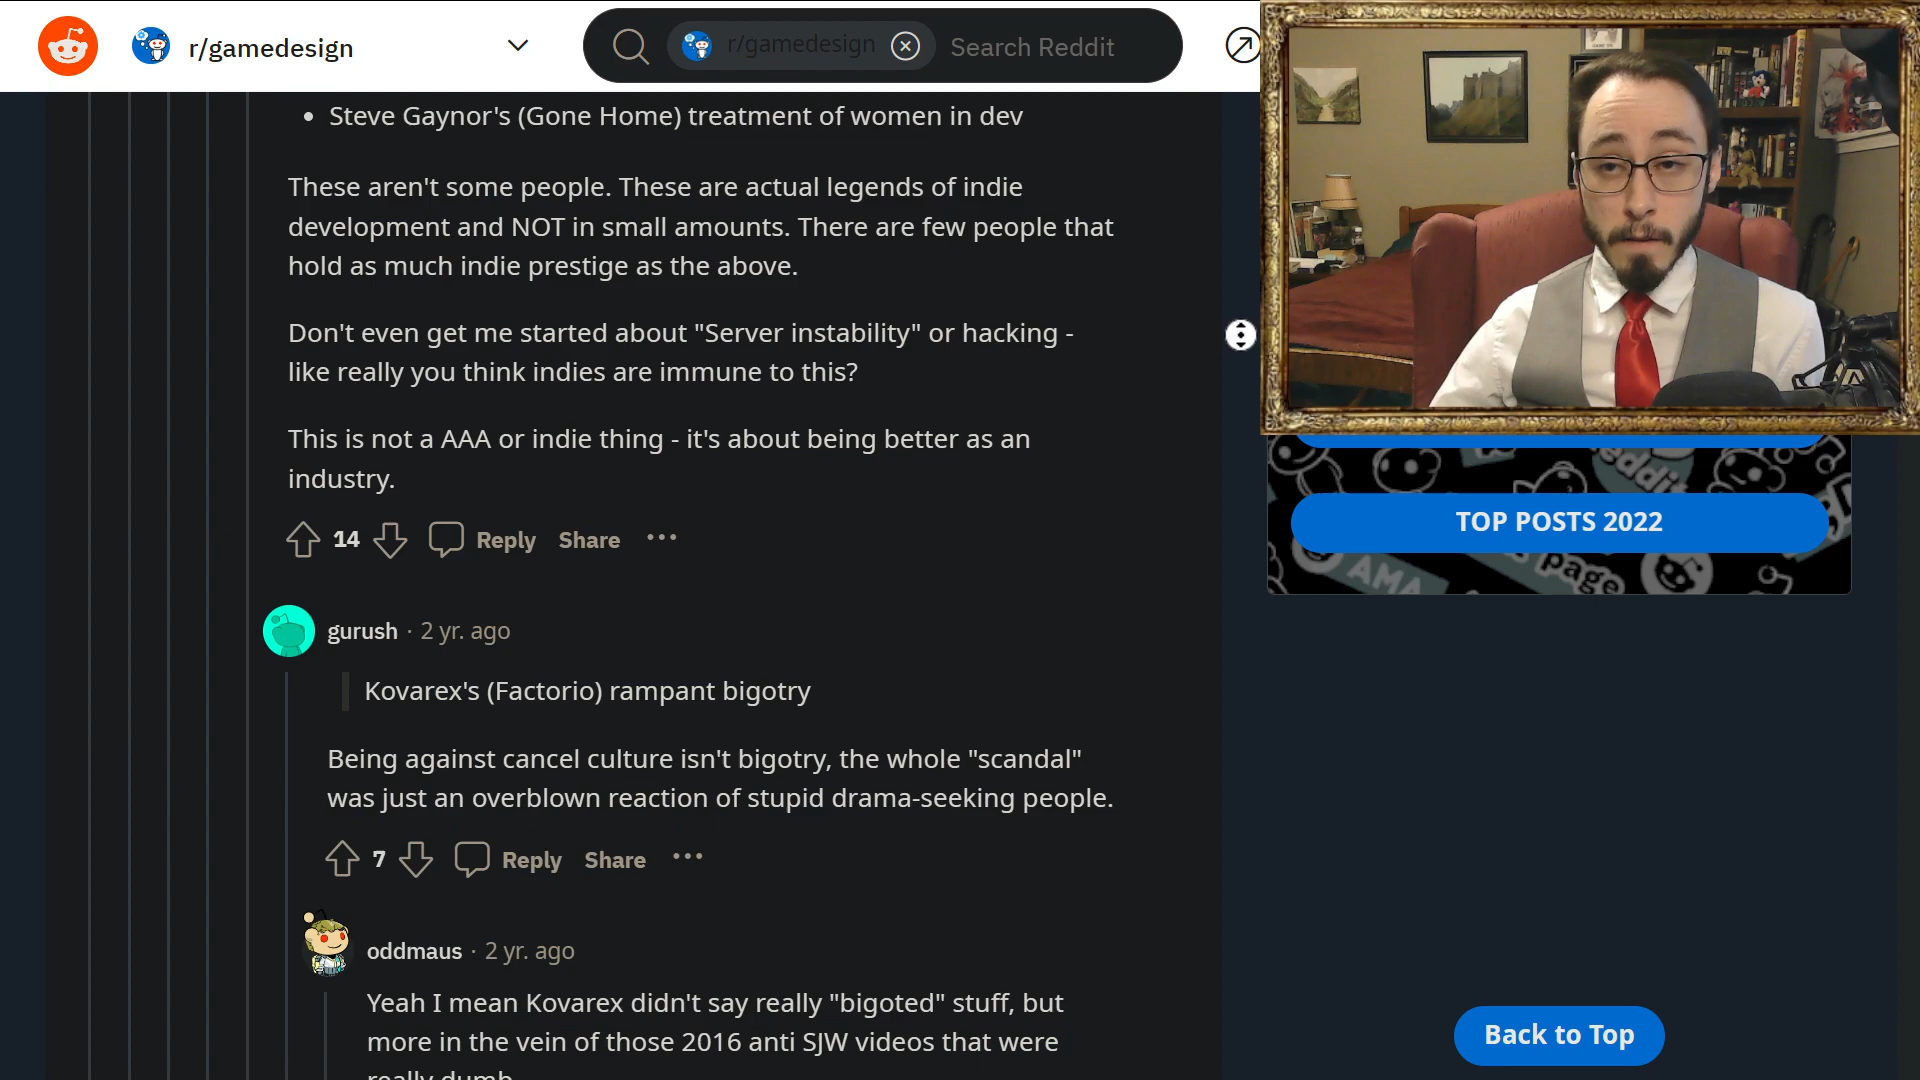 r/gamedesign
r/gamedesign
Search Reddit
Steve Gaynor's (Gone Home) treatment of women in dev
These aren't some people. These are actual legends of indie
development and NOT in small amounts. There are few people that
hold as much indie prestige as the above.
Don't even get me started about "Server instability" or hacking -
like really you think indies are immune to this?
This is not a AAA or indie thing - it's about being better as an
industry.
14
Reply
Share
gurush · 2 yr. ago
Kovarex's (Factorio) rampant bigotry
Being against cancel culture isn't bigotry, the whole "scandal"
was just an overblown reaction of stupid drama-seeking people.
7
Reply
Share
oddmaus · 2 yr. ago
Yeah I mean Kovarex didn't say really "bigoted" stuff, but
more in the vein of those 2016 anti SJW videos that were
really dumb
eddit
TOP POSTS 2022
AMA
page
Back to Top